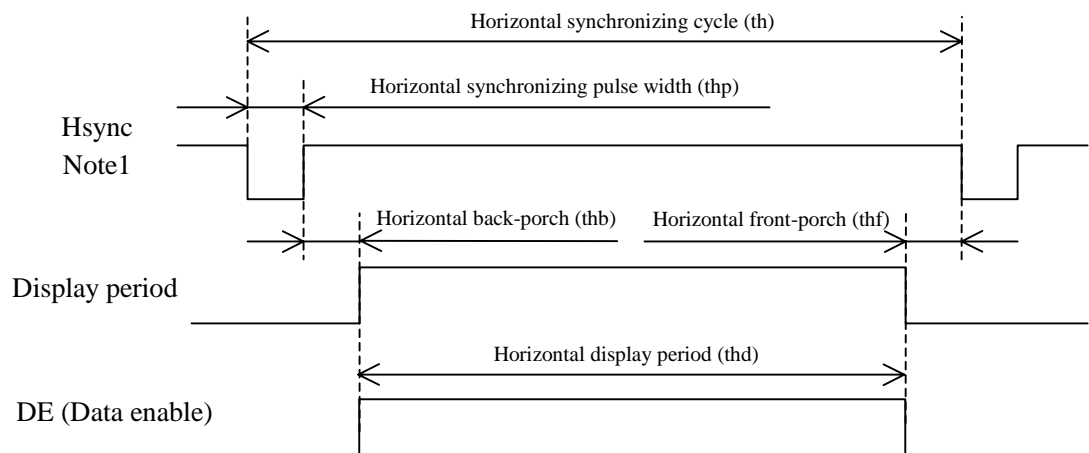 Horizontal synchronizing cycle (th)
Horizontal synchronizing pulse width (thp)
Hsync
Note1
Horizontal back-porch (thb)
Horizontal front-porch (thf)
Display period
Horizontal display period (thd)
DE (Data enable)